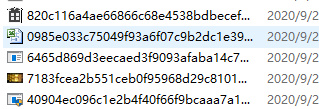 820c116a4ae66866c68e4538bdbecef... 2020/9/2
0985e033c75049f93a6f07c9b2dc1e39... 2020/9/2
6465d869d3eecaed3f9093afaba14c7... 2020/9/2
7183fcea2b551ceb0f95968d29c8101... 2020/9/2
40904ec096c1e2b4f40f66f9bcaaa7a1... 2020/9/2